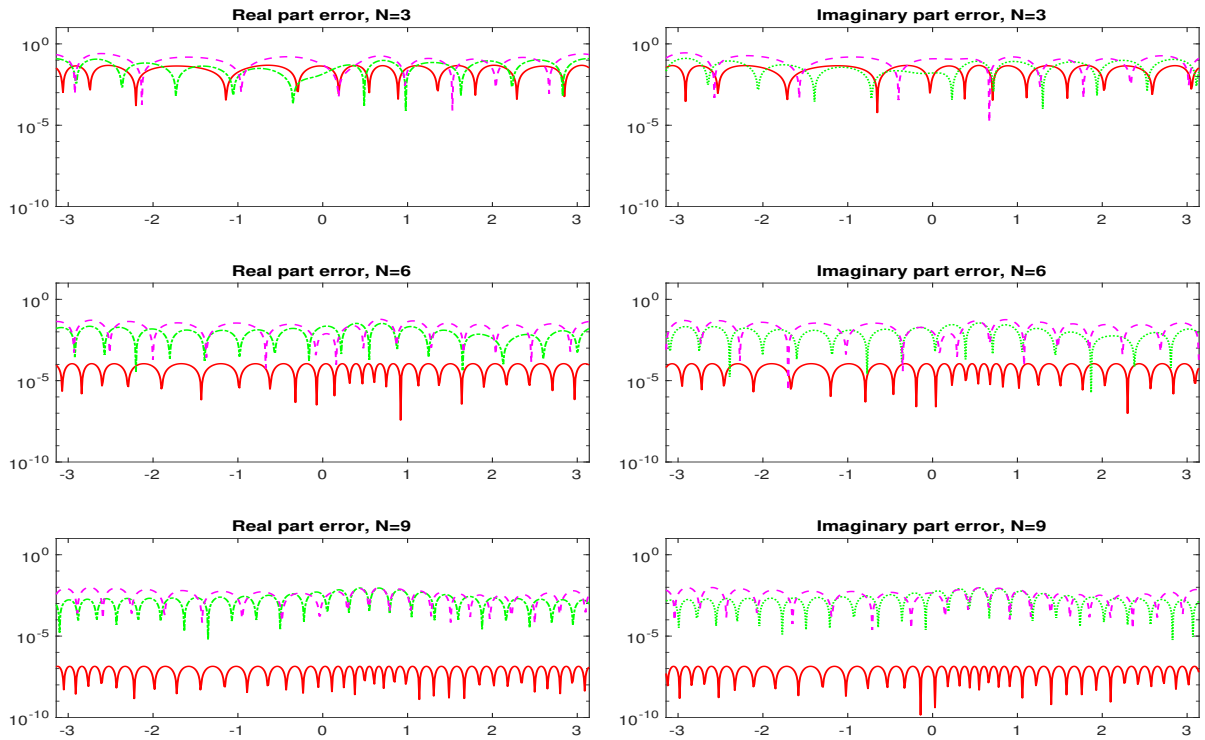 Real part error, N=3
10^0
10^-5
10^-10
-3 -2 -1 0 1 2 3
Imaginary part error, N=3
10^0
10^-5
10^-10
-3 -2 -1 0 1 2 3
Real part error, N=6
10^0
10^-5
10^-10
-3 -2 -1 0 1 2 3
Imaginary part error, N=6
10^0
10^-5
10^-10
-3 -2 -1 0 1 2 3
Real part error, N=9
10^0
10^-5
10^-10
-3 -2 -1 0 1 2 3
Imaginary part error, N=9
10^0
10^-5
10^-10
-3 -2 -1 0 1 2 3